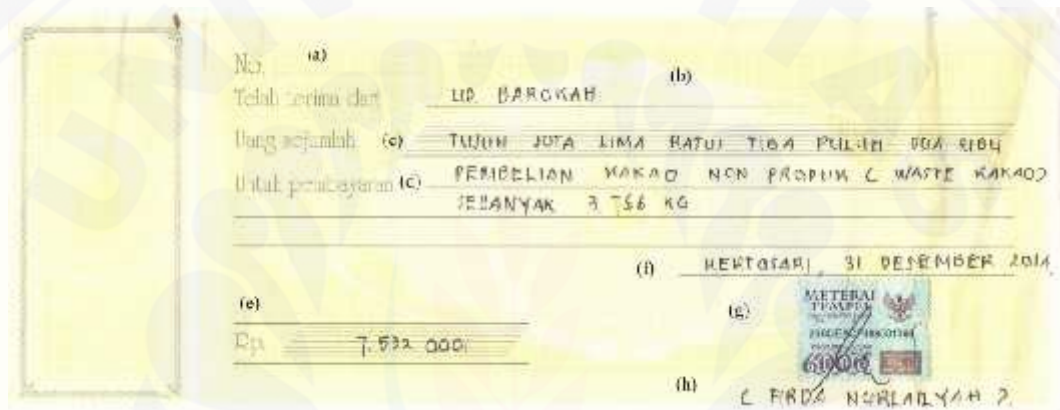 No. (a)
(b)
Telah terima dari UD. BAROKAH
Uang sejumlah (c) TUJUH JUTA LIMA RATUS TIGA PULUH DUA RIBU
Untuk pembayaran (c) PEMBELIAN KAKAO NON PRODUK ( WASTE KAKAO)
SEBANYAK 3 766 KG
(f) KERTOSARI, 31 DESEMBER 2014
(e)
(g) METERAI
TEMPEL
Rp. 7.532 000,
6000
(h) ( FIRDA NURLAILYAH ).